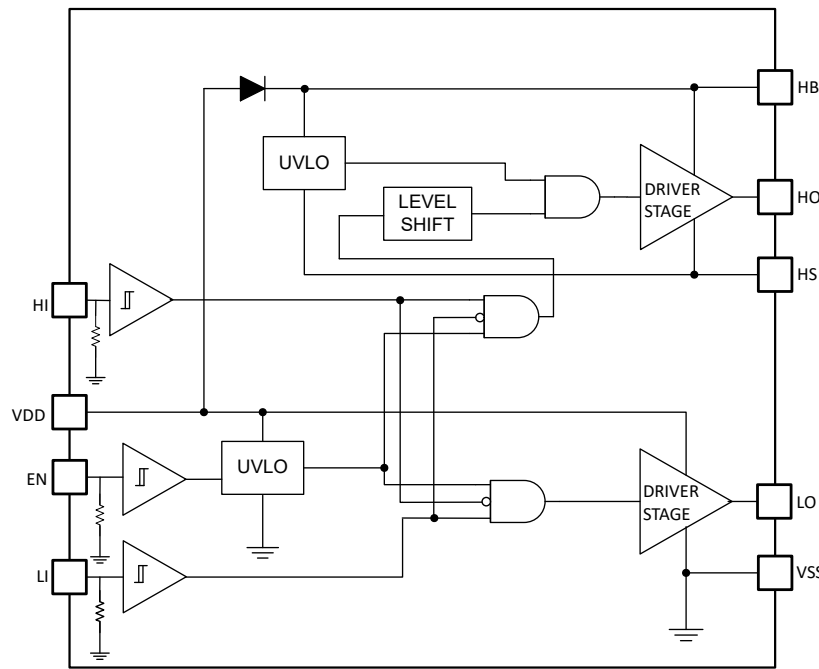 HB
UVLO
LEVEL
SHIFT
DRIVER
STAGE
HO
HS
HI
VDD
EN
UVLO
DRIVER
STAGE
LO
LI
VSS